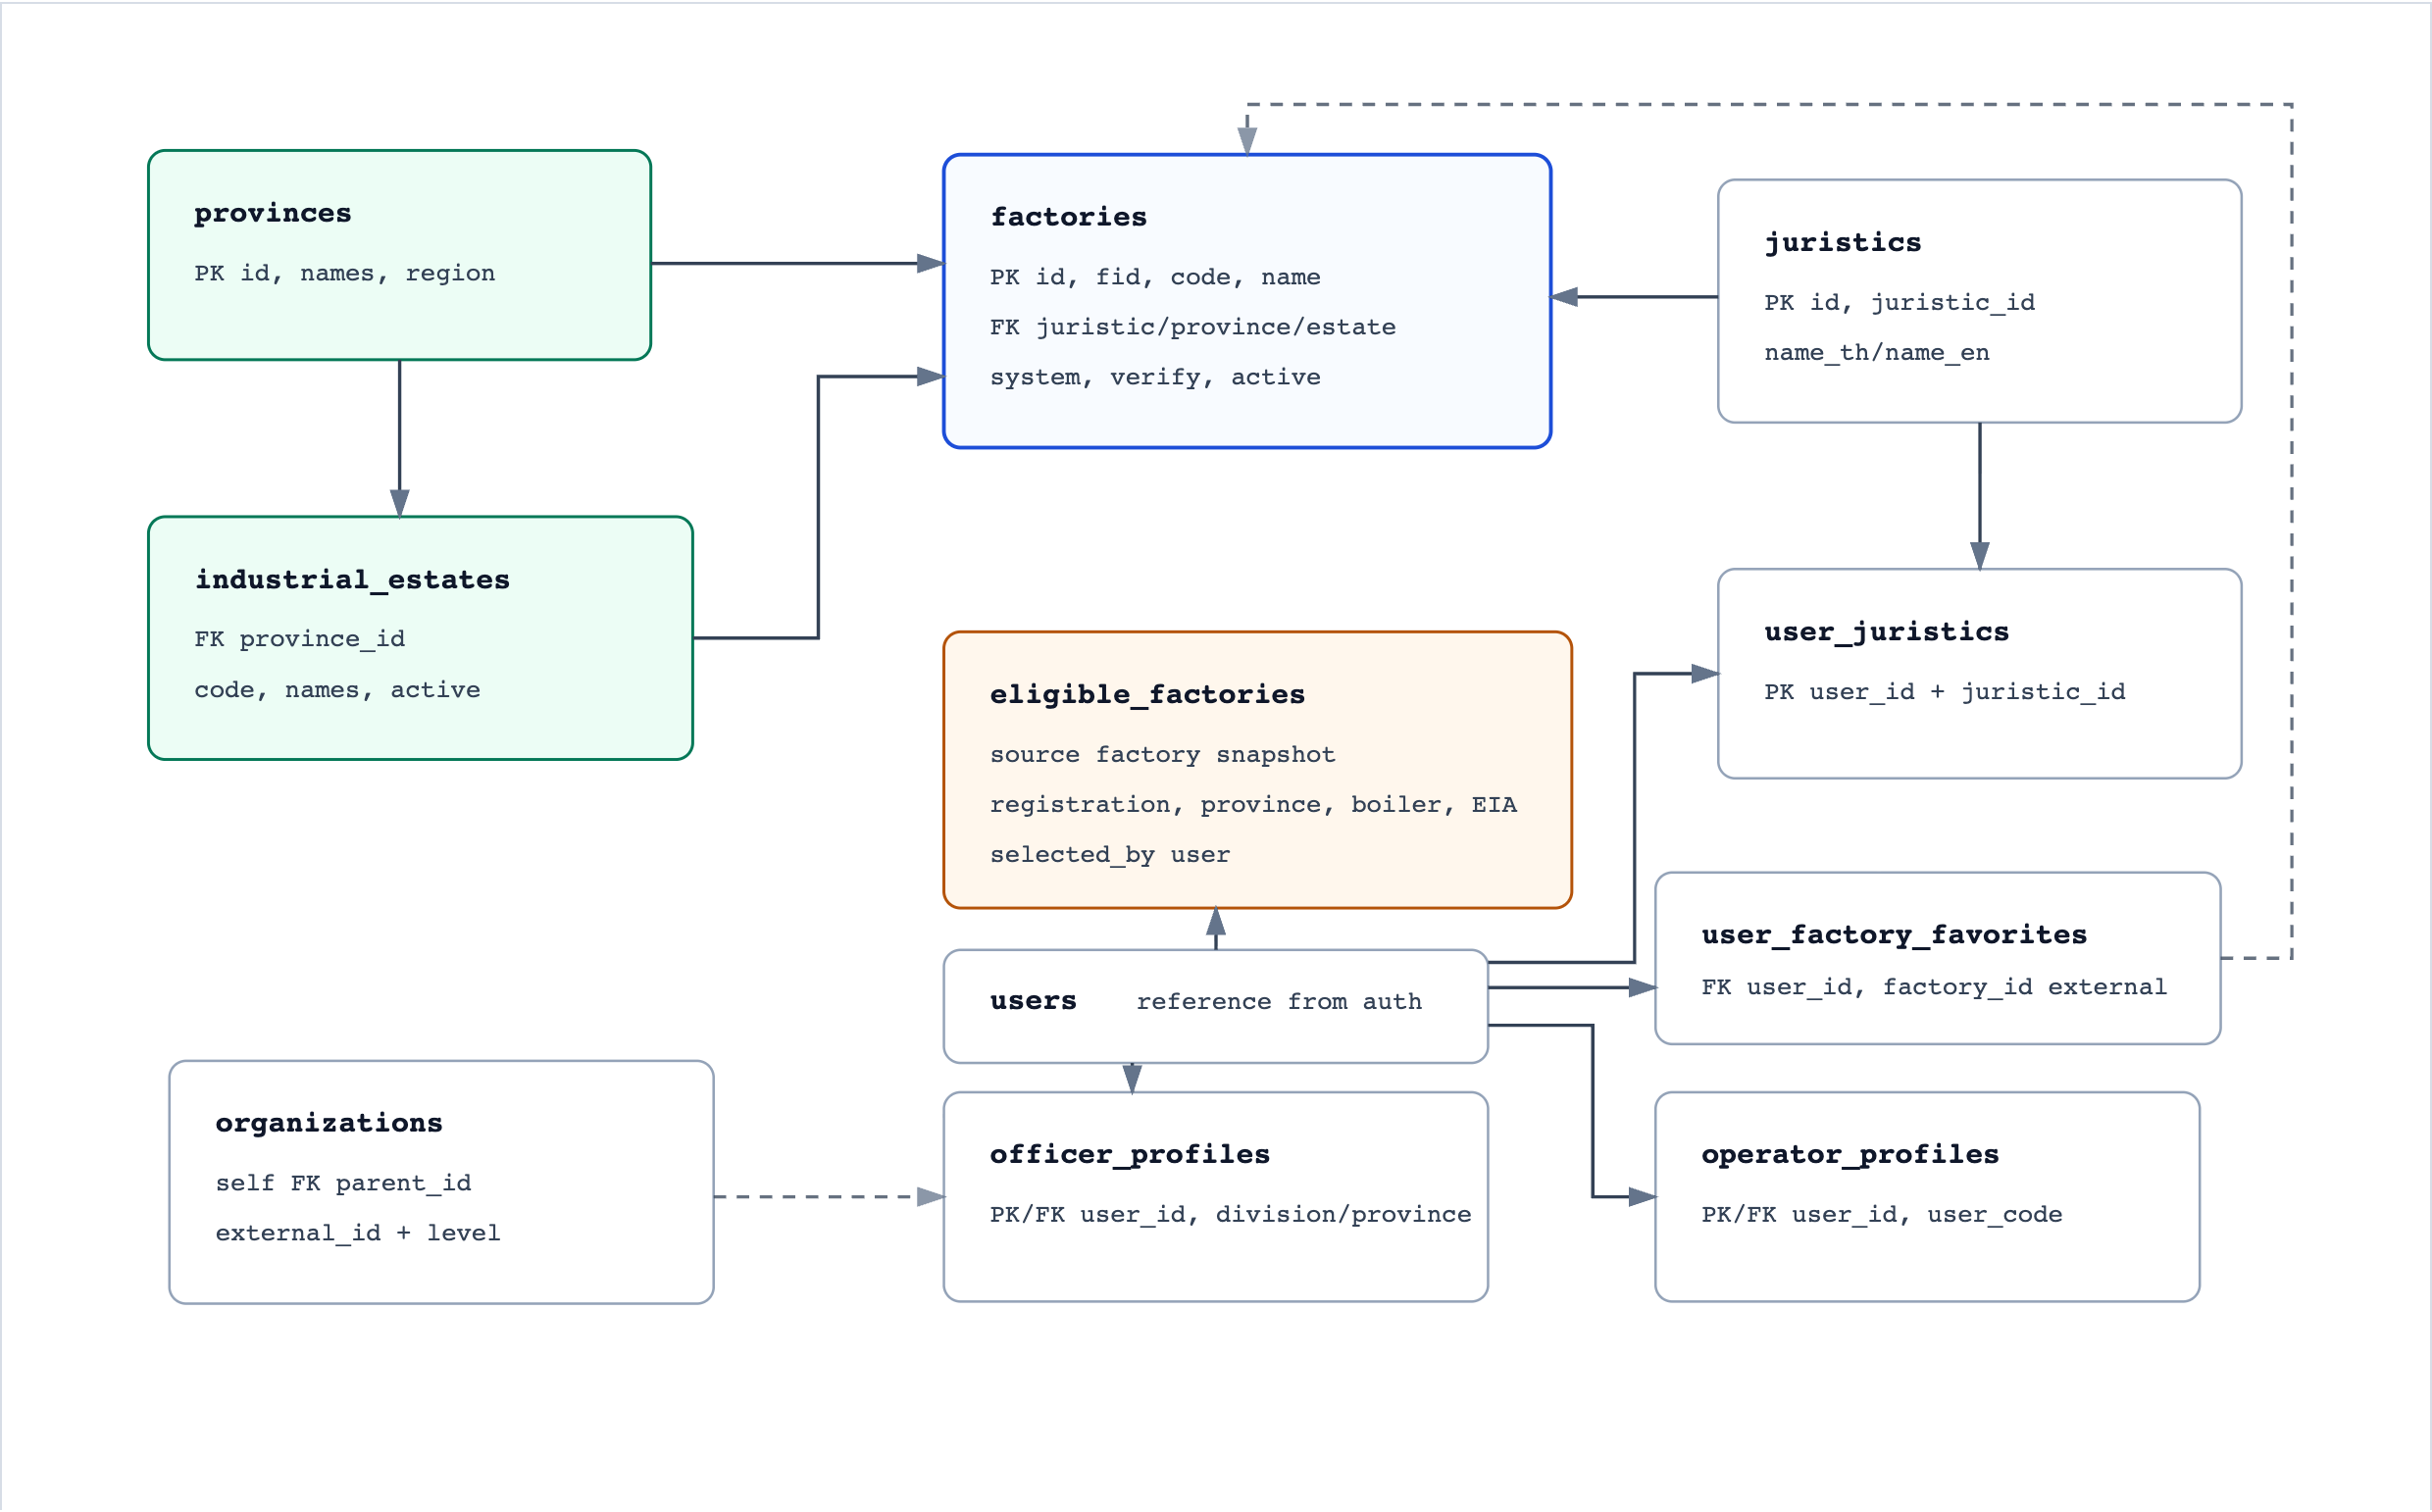 provinces
PK id, names, region
factories
PK id, fid, code, name
FK juristic/province/estate
system, verify, active
juristics
PK id, juristic_id
name_th/name_en
industrial_estates
FK province_id
code, names, active
eligible_factories
source factory snapshot
registration, province, boiler, EIA
selected_by user
user_juristics
PK user_id + juristic_id
user_factory_favorites
FK user_id, factory_id external
users reference from auth
organizations
self FK parent_id
external_id + level
officer_profiles
PK/FK user_id, division/province
operator_profiles
PK/FK user_id, user_code